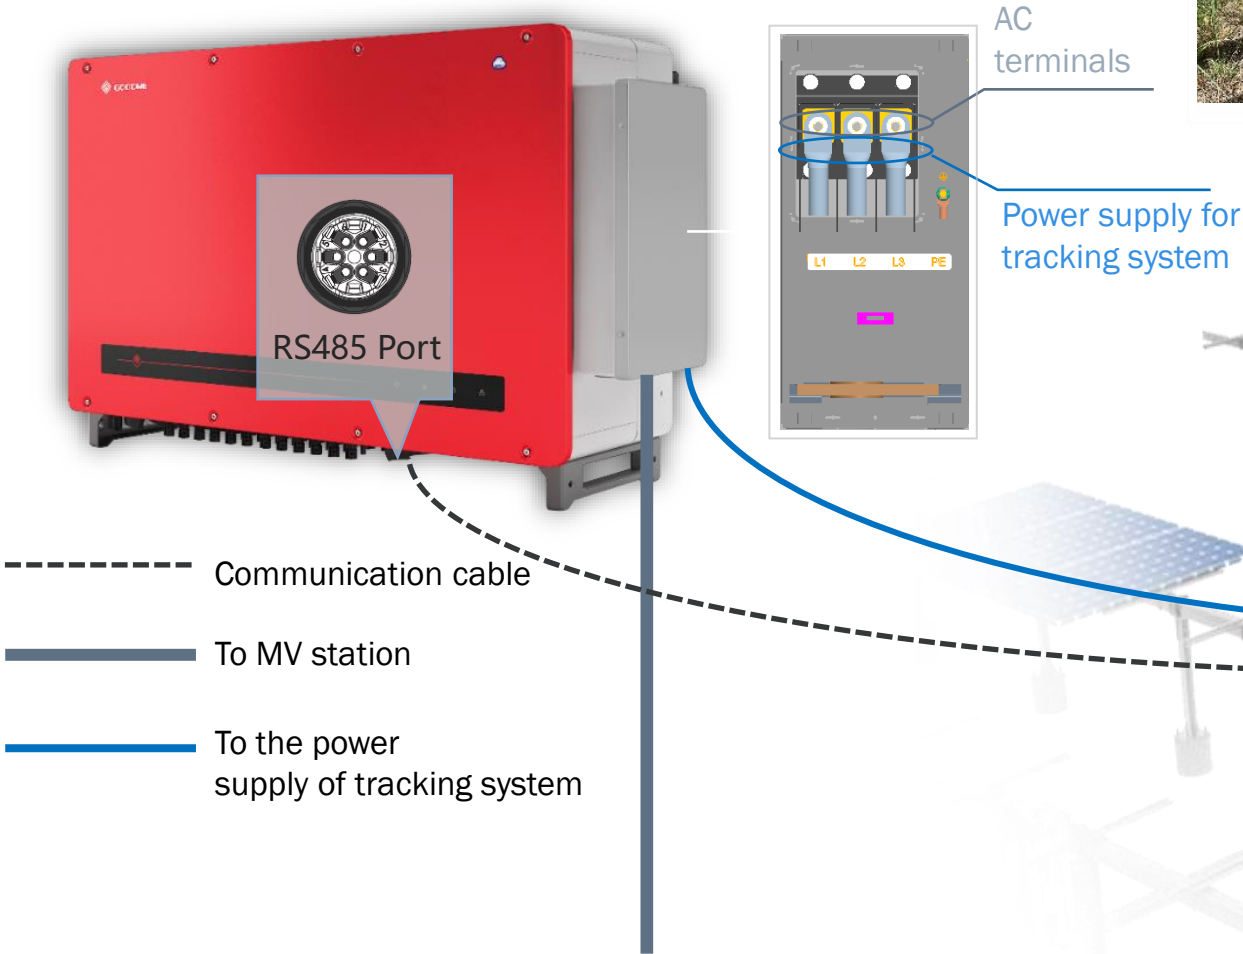 GOODWE
AC
terminals
Power supply for
tracking system
L1 L2 L3 PE
RS485 Port
Communication cable
To MV station
To the power
supply of tracking system